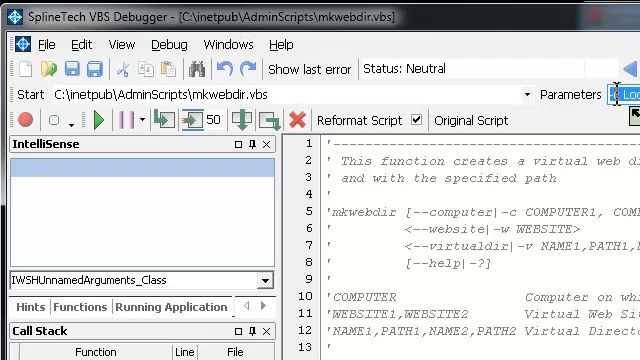 SplineTech VBS Debugger - [C:\inetpub\AdminScripts\mkwebdir.vbs]
File Edit View Debug Windows Help
Show last error Status: Neutral
Start C:\inetpub\AdminScripts\mkwebdir.vbs Parameters
50 Reformat Script Original Script
IntelliSense
IWSHUnnamedArguments_Class
Hints Functions Running Application
Call Stack
Function Line File
1 '---------------------------------------------
2 ' This function creates a virtual web di
3 ' and with the specified path
4 '
5 'mkwebdir [--computer|-c COMPUTER1, COM
6 ' <--website|-w WEBSITE>
7 ' <--virtualdir|-v NAME1,PATH1,
8 ' [--help|-?]
9 '
10 'COMPUTER Computer on wh
11 'WEBSITE1,WEBSITE2 Virtual Web Sit
12 'NAME1,PATH1,NAME2,PATH2 Virtual Direct
13 '